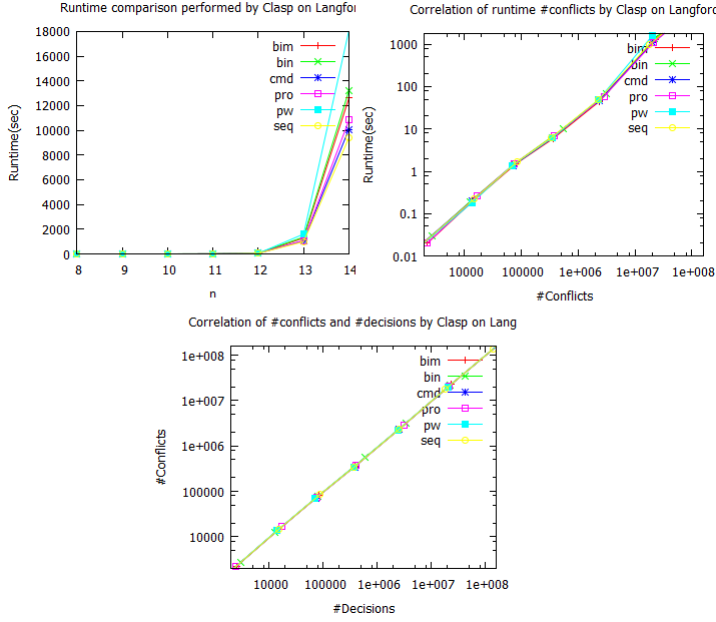 Runtime comparison performed by Clasp on Langfor
Runtime(sec)
18000
16000
14000
12000
10000
8000
6000
4000
2000
0
bim
bin
cmd
pro
pw
seq
8 9 10 11 12 13 14
n
Correlation of runtime #conflicts by Clasp on Langford
Runtime(sec)
1000
100
10
1
0.1
0.01
bim
bin
cmd
pro
pw
seq
10000 100000 1e+006 1e+007 1e+008
#Conflicts
Correlation of #conflicts and #decisions by Clasp on Lang
#Conflicts
1e+008
1e+007
1e+006
100000
10000
bim
bin
cmd
pro
pw
seq
10000 100000 1e+006 1e+007 1e+008
#Decisions